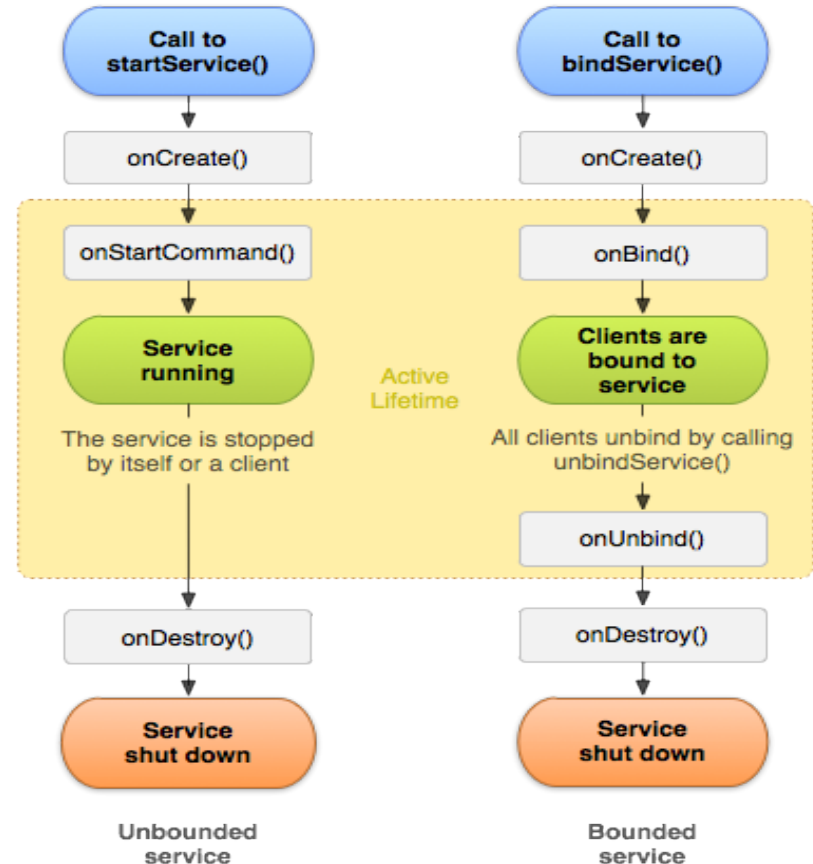 Call to
startService()
onCreate()
onStartCommand()
Service
running
The service is stopped
by itself or a client
onDestroy()
Service
shut down
Unbounded
service
Active
Lifetime
Call to
bindService()
onCreate()
onBind()
Clients are
bound to
service
All clients unbind by calling
unbindService()
onUnbind()
onDestroy()
Service
shut down
Bounded
service